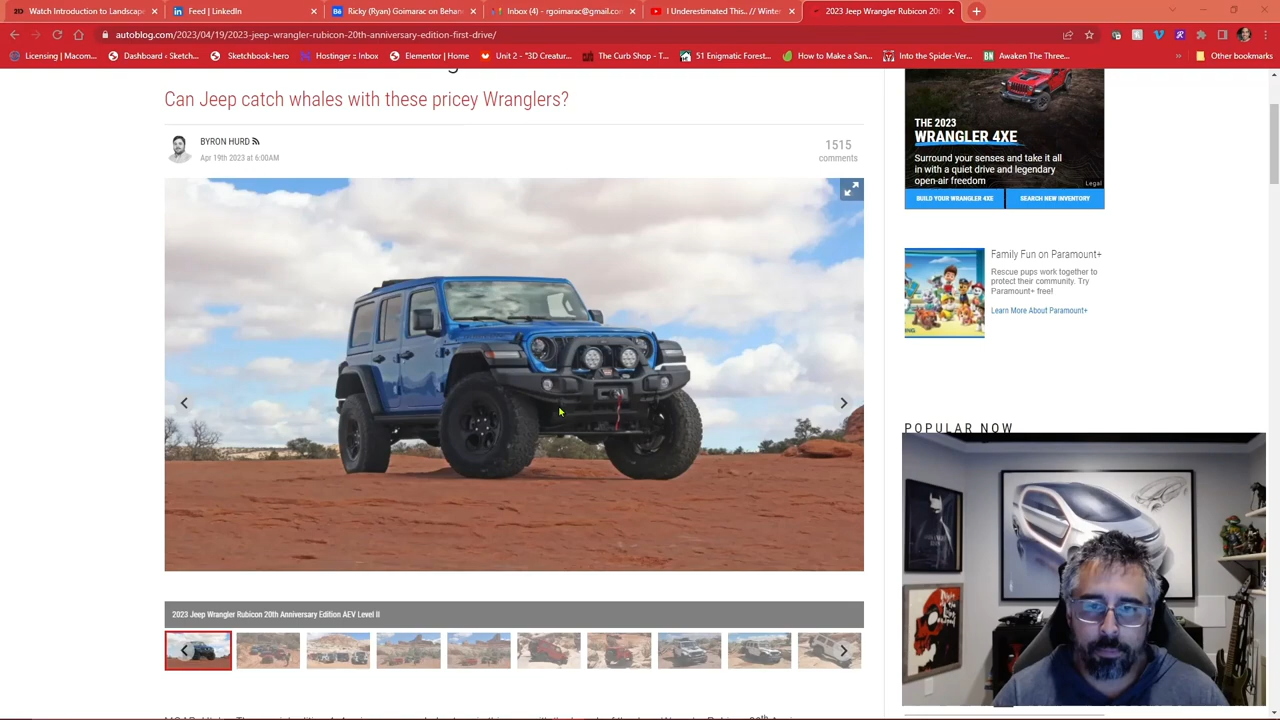 Watch Introduction to Landscape
Feed | LinkedIn
Ricky (Ryan) Goimarac on Behan
Inbox (4) - rgoimarac@gmail.com
I Underestimated This.. // Winter
2023 Jeep Wrangler Rubicon 20th
autoblog.com/2023/04/19/2023-jeep-wrangler-rubicon-20th-anniversary-edition-first-drive/
Licensing | Macom...
Dashboard ‹ Sketch...
Sketchbook-hero
Hostinger :: Inbox
Elementor | Home
Unit 2 - "3D Creatur...
The Curb Shop - T...
51 Enigmatic Forest...
How to Make a San...
Into the Spider-Ver...
Awaken The Three...
Other bookmarks
Can Jeep catch whales with these pricey Wranglers?
BYRON HURD
Apr 19th 2023 at 6:00AM
1515
comments
2023 Jeep Wrangler Rubicon 20th Anniversary Edition AEV Level II
THE 2023
WRANGLER 4XE
Surround your senses and take it all
in with a quiet drive and legendary
open-air freedom
Legal
BUILD YOUR WRANGLER 4XE
SEARCH NEW INVENTORY
Family Fun on Paramount+
Rescue pups work together to
protect their community. Try
Paramount+ free!
Learn More About Paramount+
POPULAR NOW